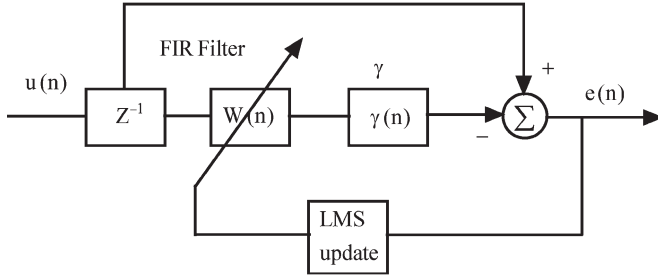 FIR Filter
γ
+
u(n)
e(n)
Z⁻¹
W(n)
γ(n)
Σ
−
LMS
update